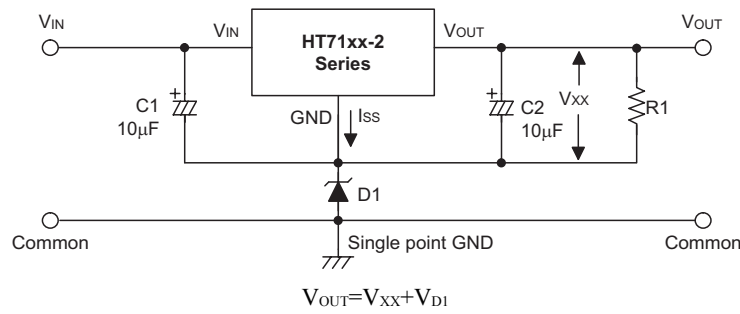 VIN VIN HT71xx-2 VOUT VOUT
Series
C1 GND ISS C2 VXX R1
10μF 10μF
D1
Common Single point GND Common
VOUT=VXX+VD1